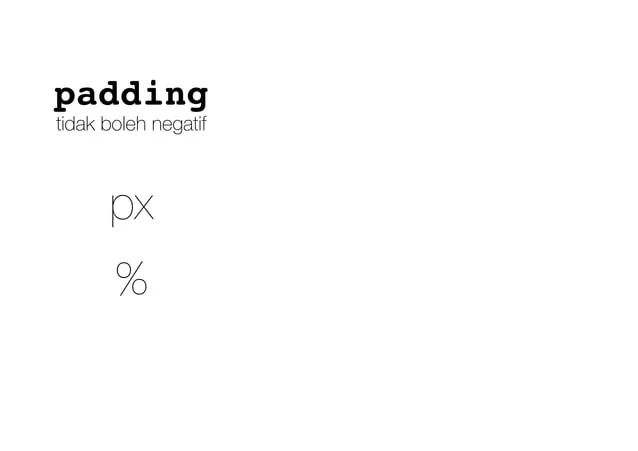 padding
tidak boleh negatif
px
%